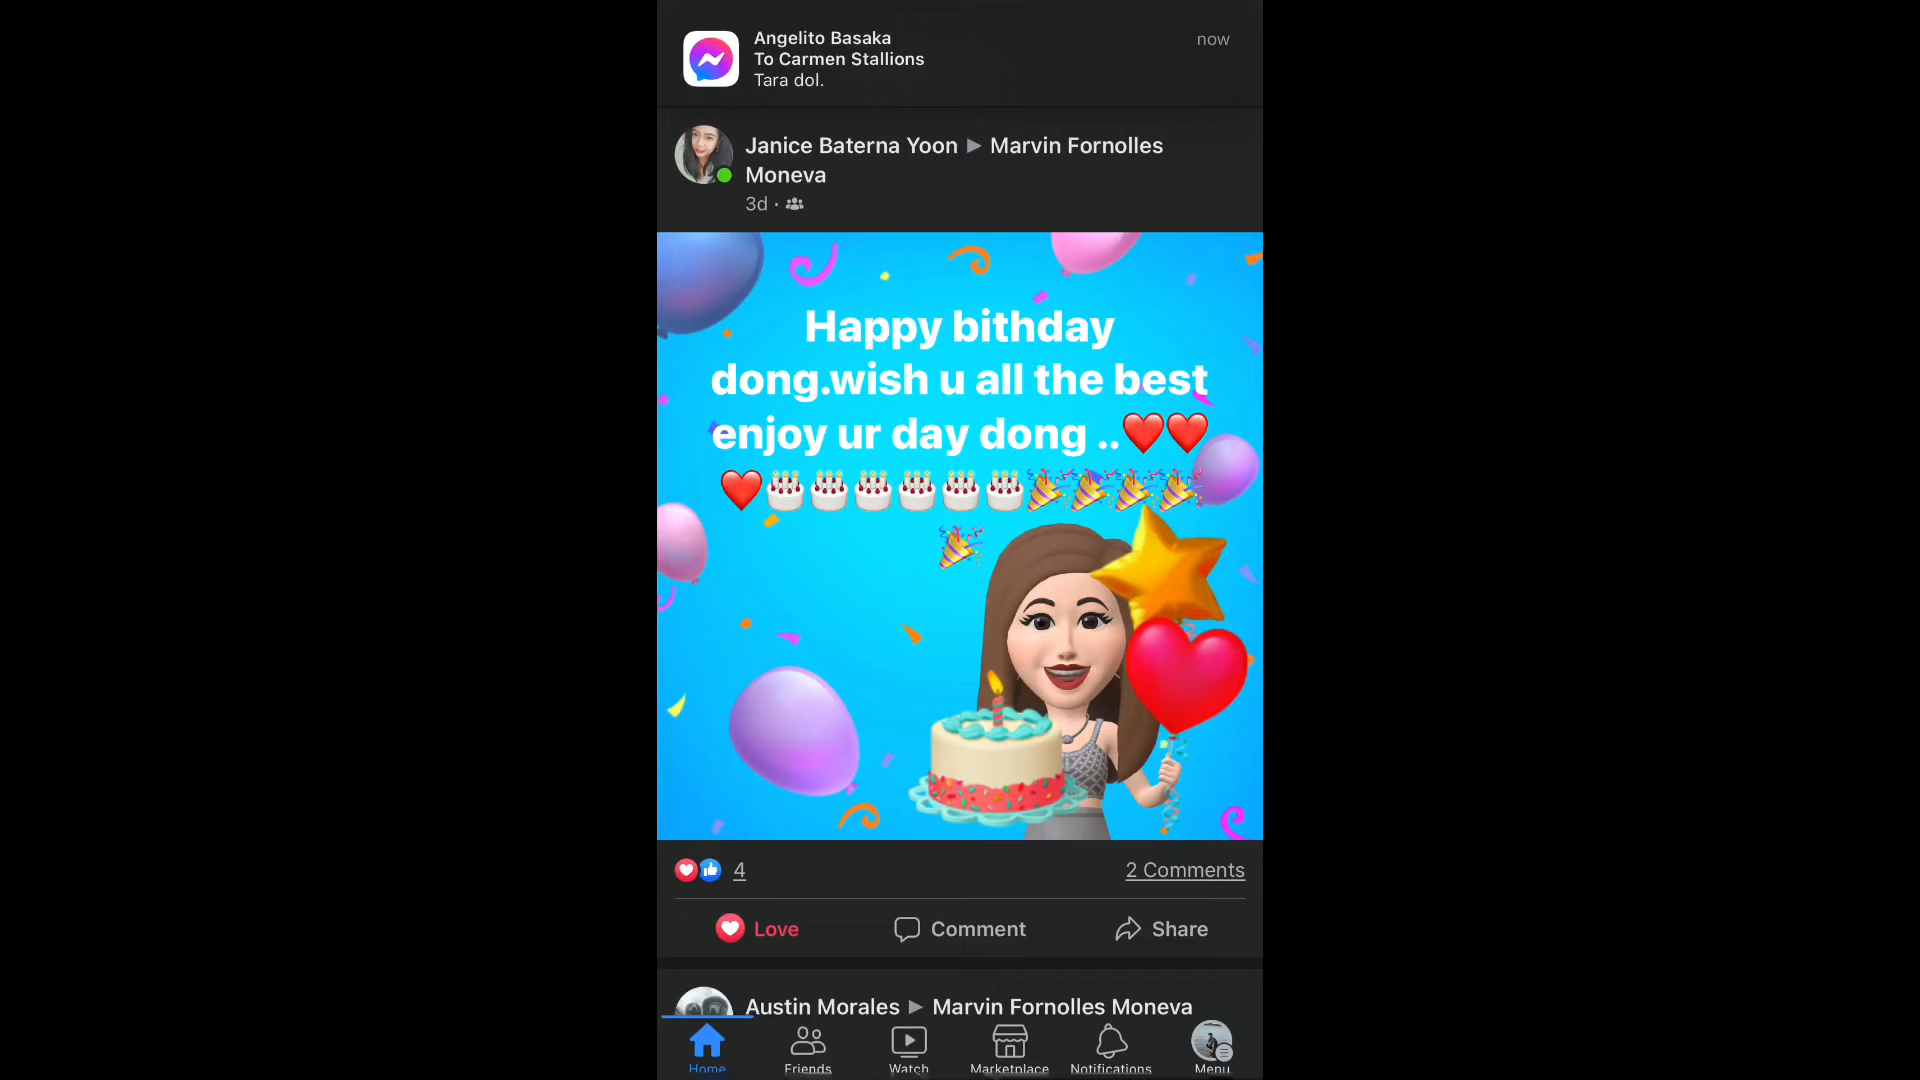 Angelito Basaka
now
To Carmen Stallions
Tara dol.
Janice Baterna Yoon ▶ Marvin Fornolles
Moneva
3d ·
Happy bithday
dong.wish u all the best
enjoy ur day dong ..❤️❤️
❤️🎂🎂🎂🎂🎂🎂🎉🎉🎉🎉
🎉
4
2 Comments
Love
Comment
Share
Austin Morales ▶ Marvin Fornolles Moneva
Home
Friends
Watch
Marketplace
Notifications
Menu